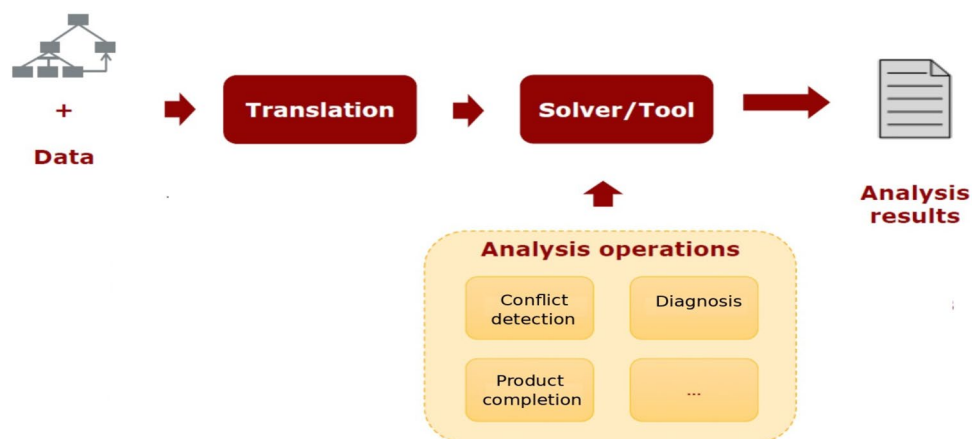 +
Data
Translation
Solver/Tool
Analysis
results
Analysis operations
Conflict
detection
Diagnosis
Product
completion
...